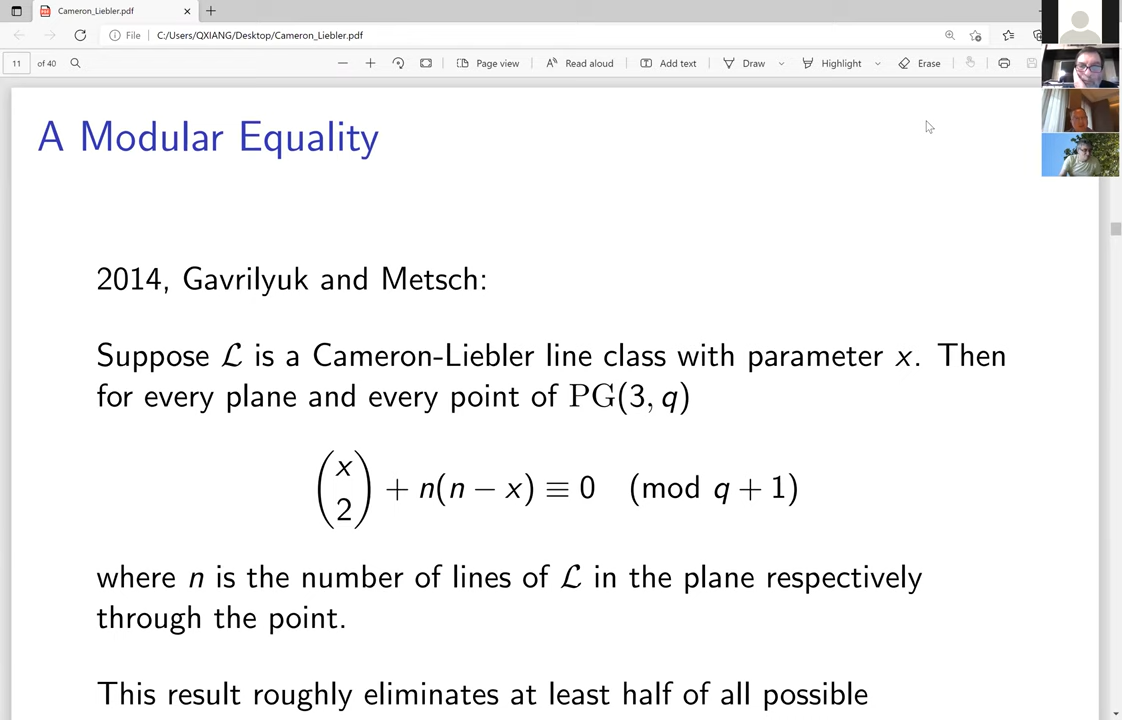 Cameron_Liebler.pdf
File C:/Users/QXIANG/Desktop/Cameron_Liebler.pdf
11 of 40 Page view Read aloud Add text Draw Highlight Erase
A Modular Equality
2014, Gavrilyuk and Metsch:
Suppose ℒ is a Cameron-Liebler line class with parameter x. Then
for every plane and every point of PG(3, q)
(x 2) + n(n − x) ≡ 0 (mod q + 1)
where n is the number of lines of ℒ in the plane respectively
through the point.
This result roughly eliminates at least half of all possible